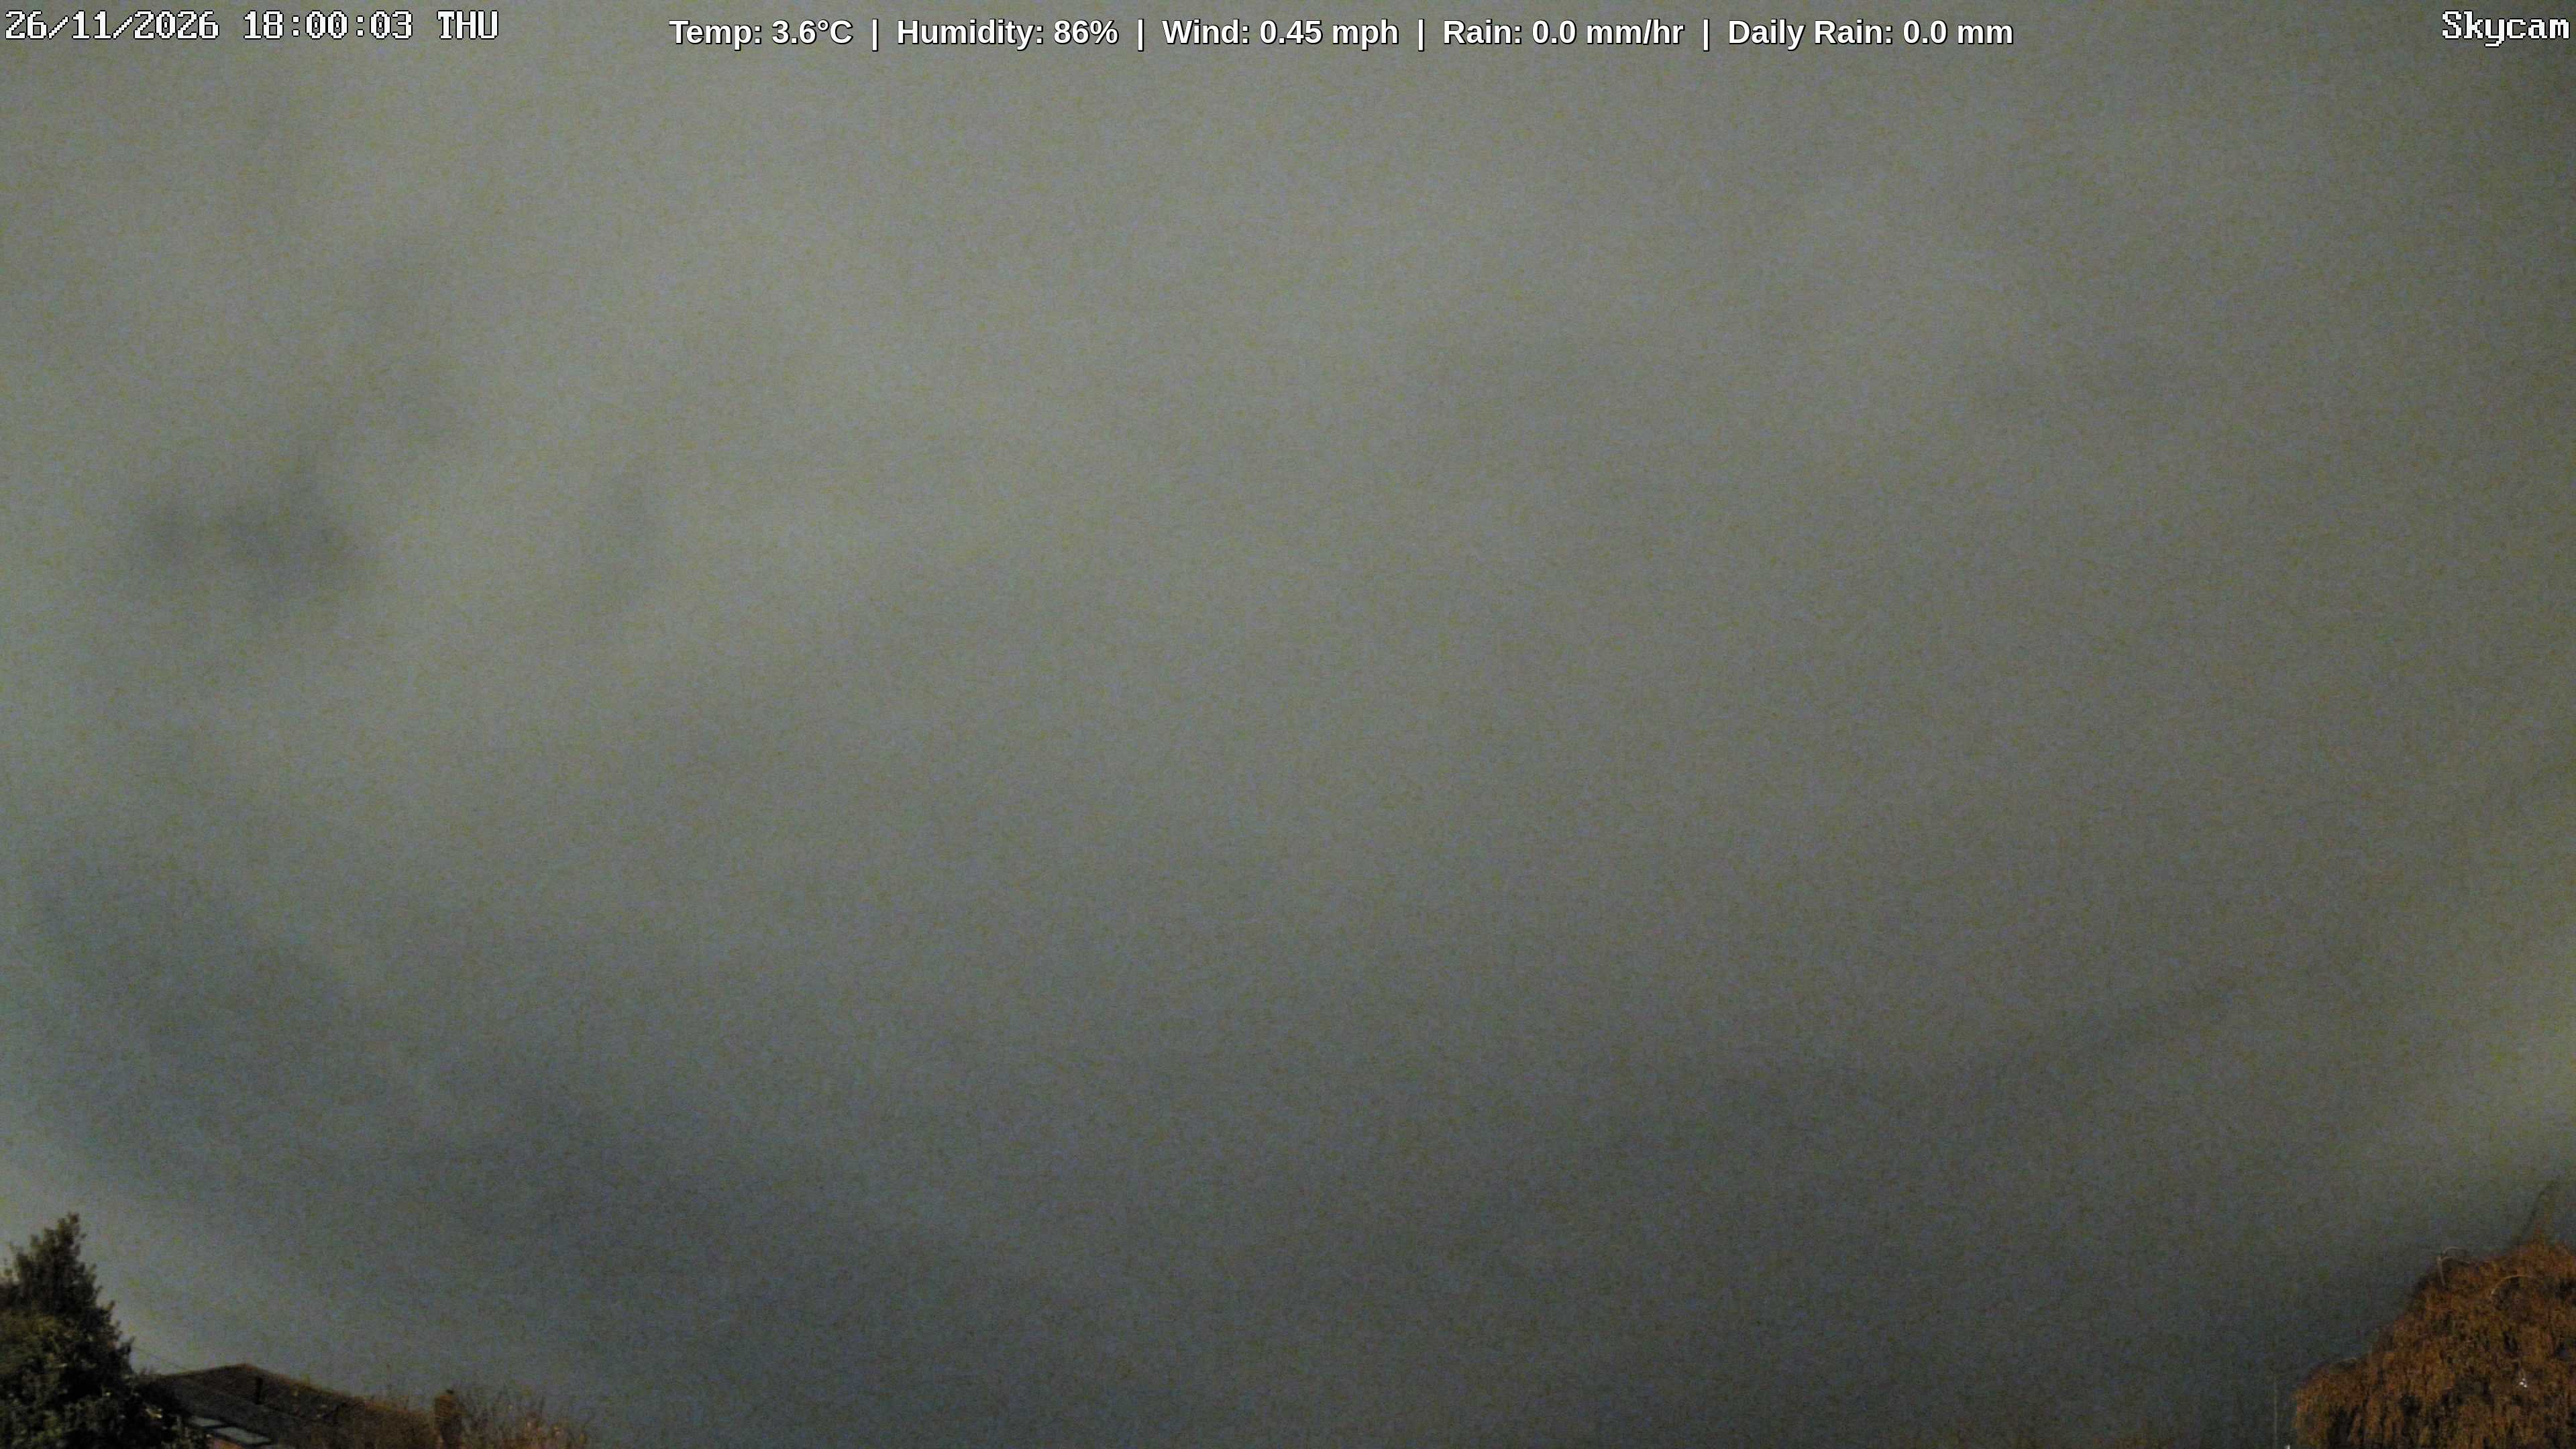 26/11/2026 18:00:03 THU
Temp: 3.6°C | Humidity: 86% | Wind: 0.45 mph | Rain: 0.0 mm/hr | Daily Rain: 0.0 mm
Skycam